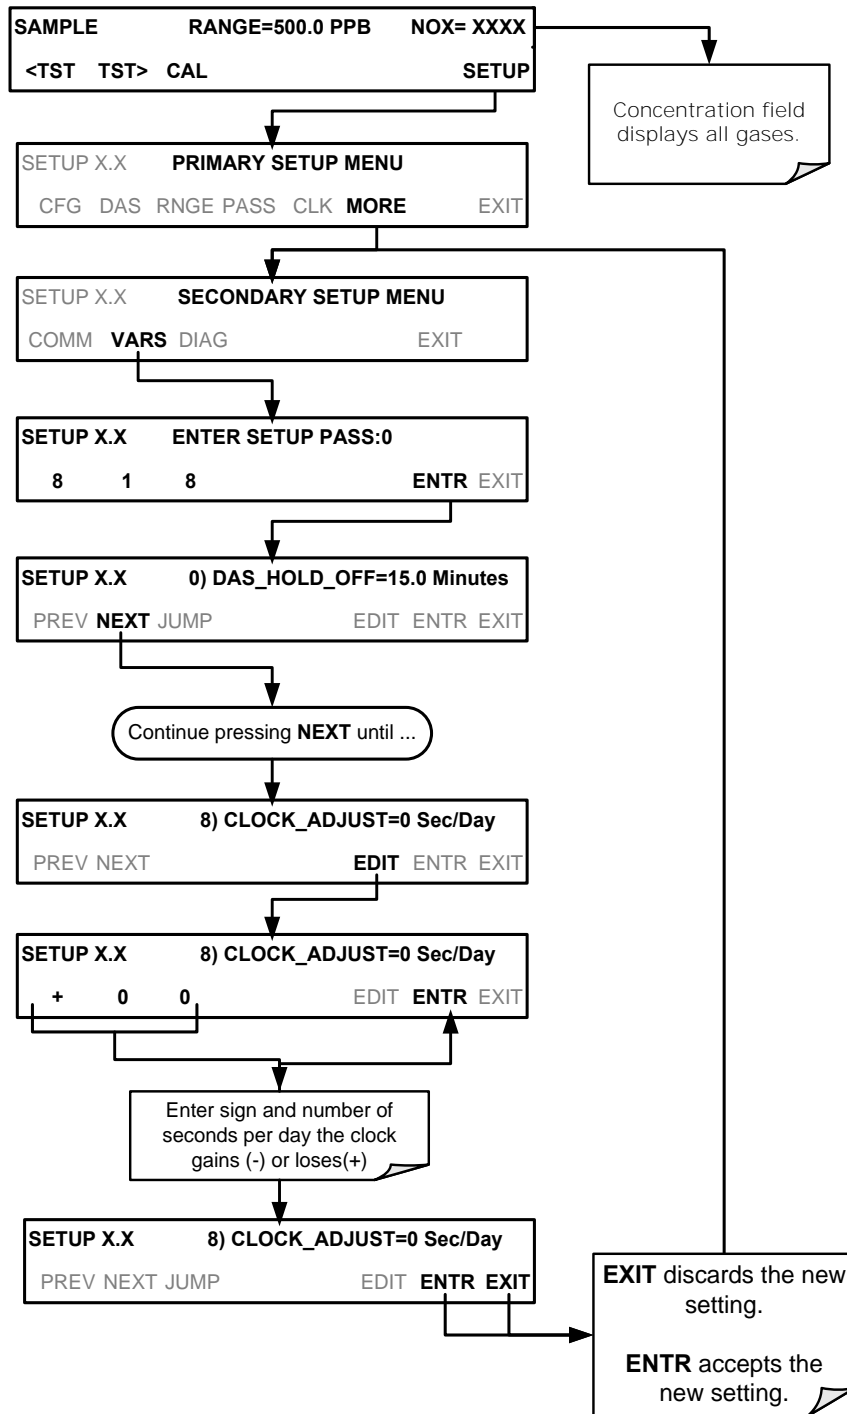 SAMPLE RANGE=500.0 PPB NOX= XXXX
<TST TST> CAL SETUP
Concentration field
displays all gases.
SETUP X.X PRIMARY SETUP MENU
CFG DAS RNGE PASS CLK MORE EXIT
SETUP X.X SECONDARY SETUP MENU
COMM VARS DIAG EXIT
SETUP X.X ENTER SETUP PASS:0
8 1 8 ENTR EXIT
SETUP X.X 0) DAS_HOLD_OFF=15.0 Minutes
PREV NEXT JUMP EDIT ENTR EXIT
Continue pressing NEXT until ...
SETUP X.X 8) CLOCK_ADJUST=0 Sec/Day
PREV NEXT EDIT ENTR EXIT
SETUP X.X 8) CLOCK_ADJUST=0 Sec/Day
+ 0 0 EDIT ENTR EXIT
Enter sign and number of
seconds per day the clock
gains (-) or loses(+)
SETUP X.X 8) CLOCK_ADJUST=0 Sec/Day
PREV NEXT JUMP EDIT ENTR EXIT
EXIT discards the new
setting.
ENTR accepts the
new setting.